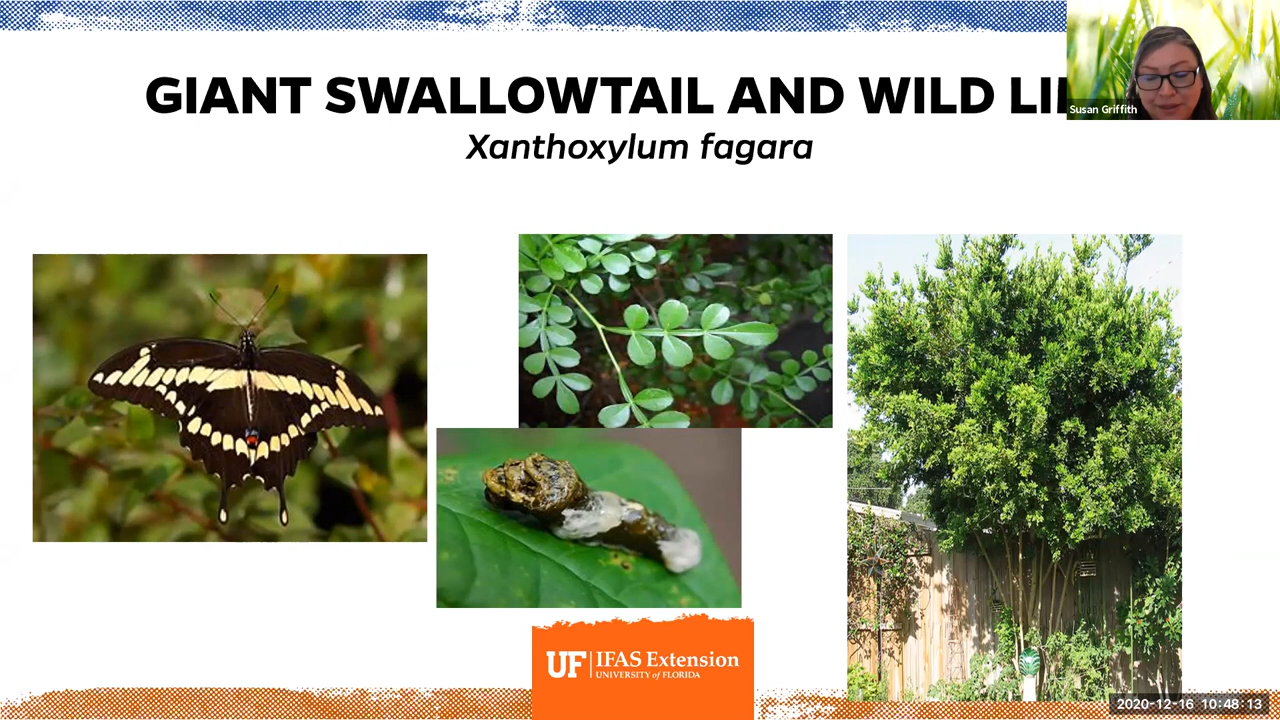 GIANT SWALLOWTAIL AND WILD
Susan Griffith
Xanthoxylum fagara
UF IFAS Extension
UNIVERSITY of FLORIDA
2020-12-16 10:48:13